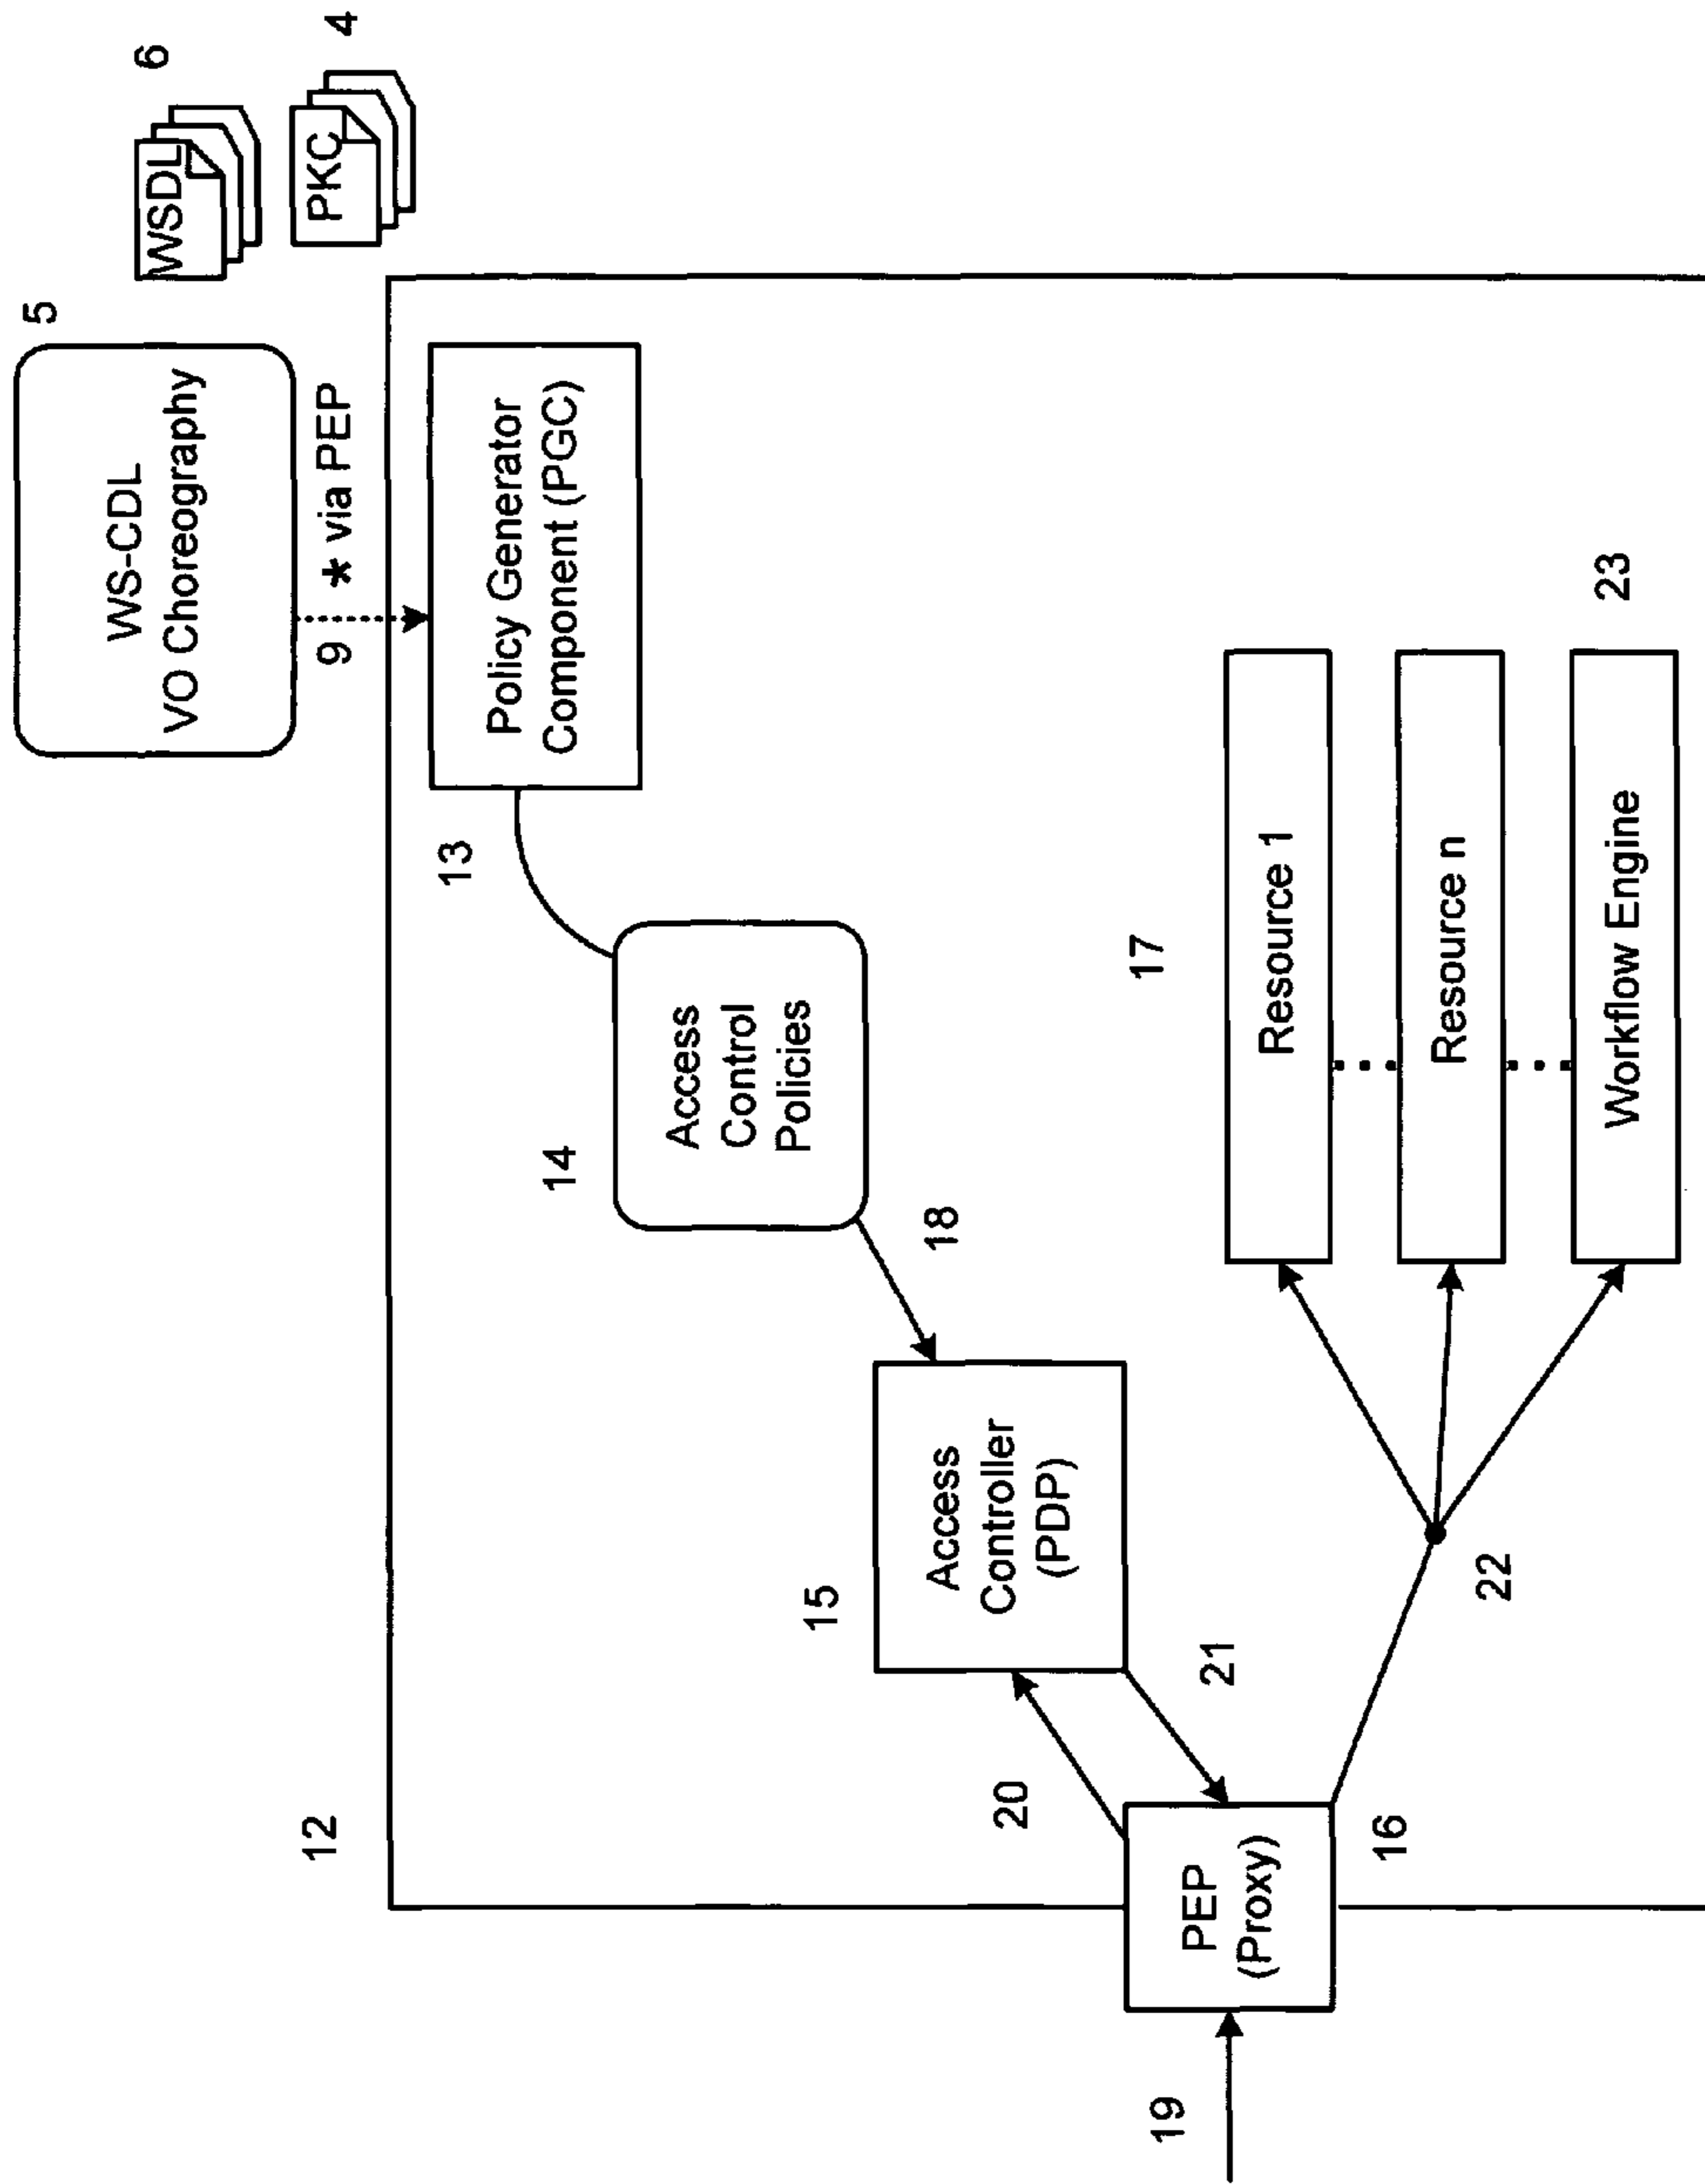 5
WS-CDL
VO Choreography
6
WSDL
4
PKC
12
9 * via PEP
Policy Generator
Component (PGC)
13
14
Access
Control
Policies
15
18
Access
Controller
(PDP)
20
21
17
19
PEP
(Proxy)
16
Resource 1
Resource n
22
23
Workflow Engine